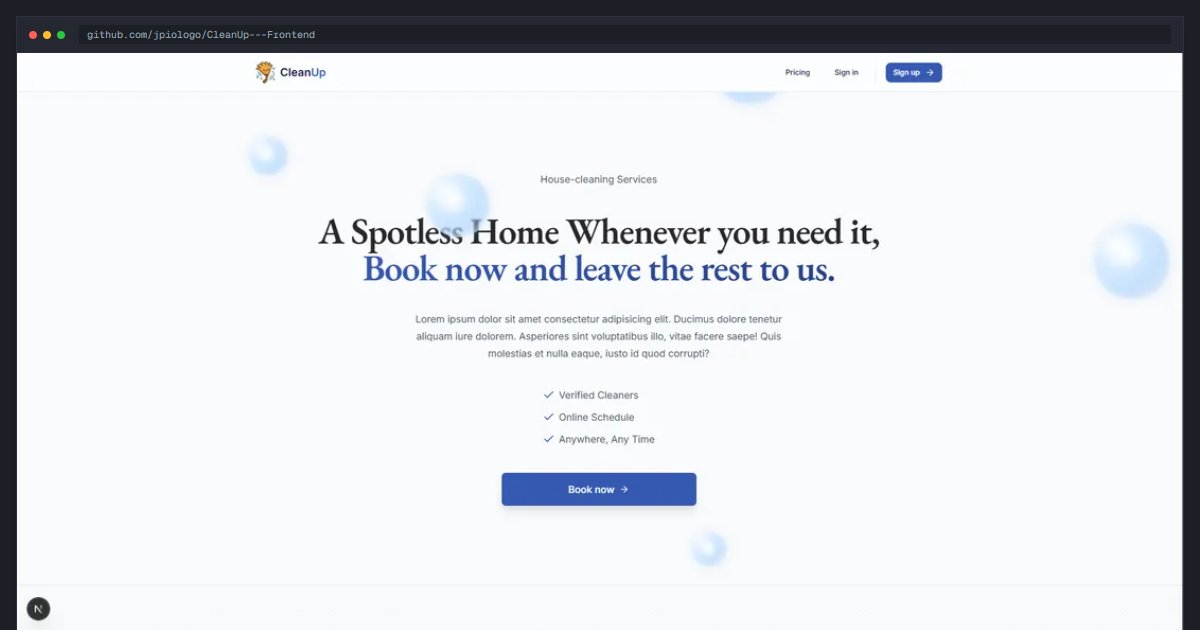 github.com/jpiologo/CleanUp---Frontend
CleanUp
Pricing
Sign in
Sign up
House-cleaning Services
A Spotless Home Whenever you need it,
Book now and leave the rest to us.
Lorem ipsum dolor sit amet consectetur adipisicing elit. Ducimus dolore tenetur
aliquam iure dolorem. Asperiores sint voluptatibus illo, vitae facere saepe! Quis
molestias et nulla eaque, iusto id quod corrupti?
Verified Cleaners
Online Schedule
Anywhere, Any Time
Book now
N